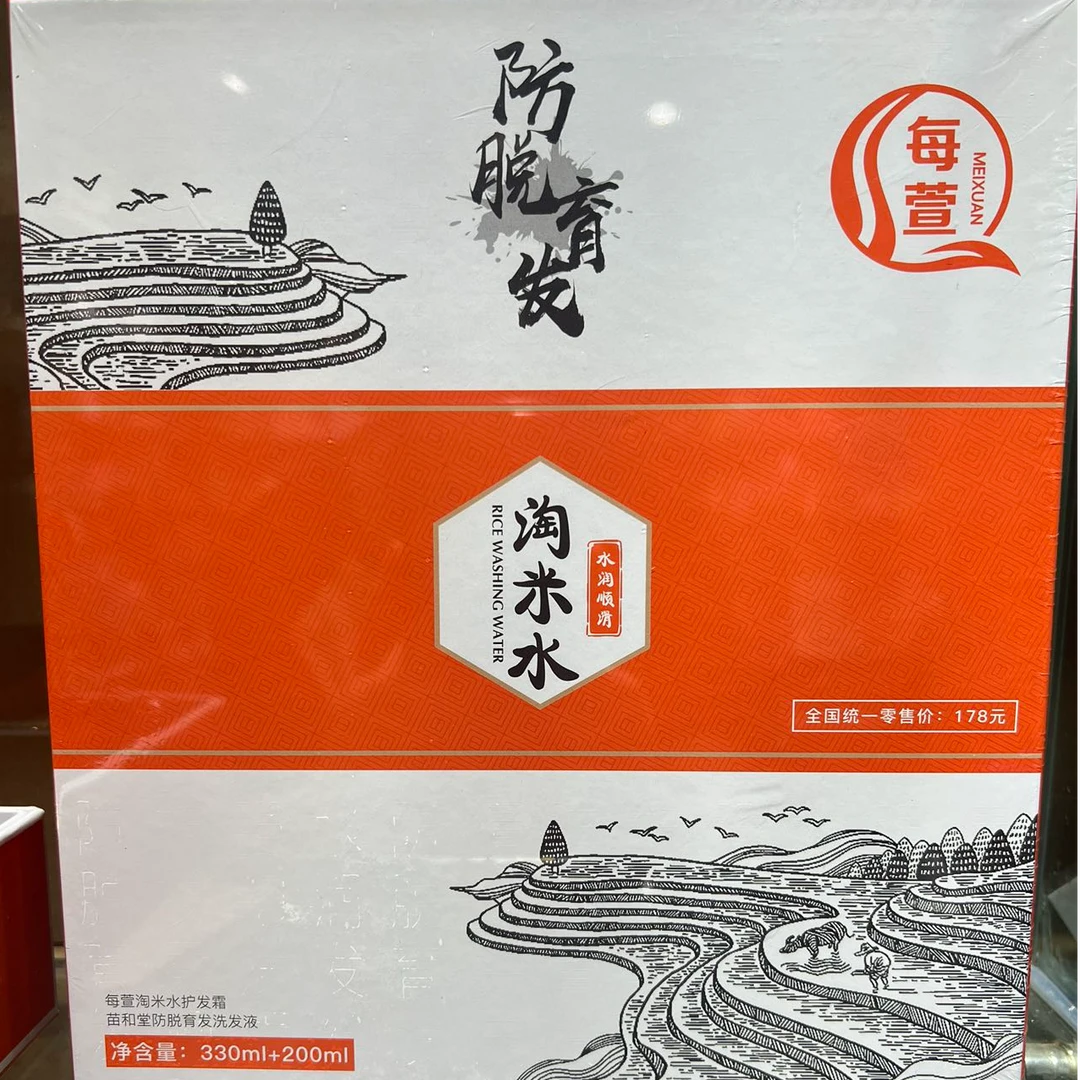 防脱育发
每萱
MEIXUAN
淘米水
RICE WASHING WATER
水润顺滑
全国统一零售价：178元
每萱淘米水护发霜
苗和堂防脱育发洗发液
净含量：330ml+200ml